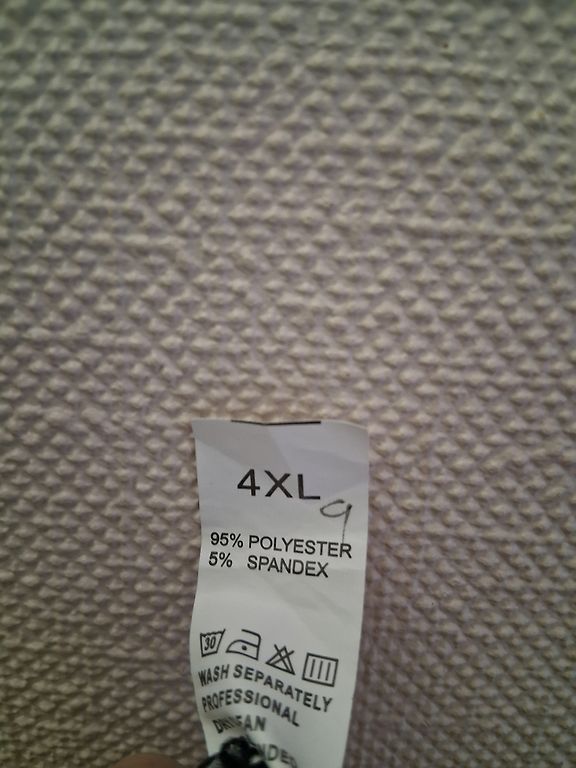 4XL
9
95% POLYESTER
5% SPANDEX
30
WASH SEPARATELY
PROFESSIONAL